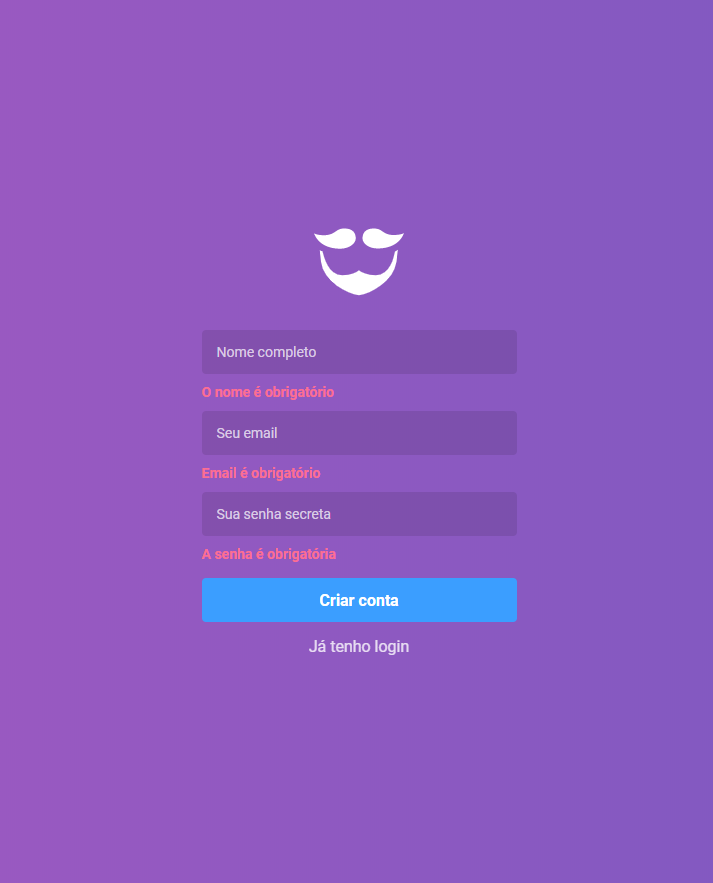 Nome completo
O nome é obrigatório
Seu email
Email é obrigatório
Sua senha secreta
A senha é obrigatória
Criar conta
Já tenho login